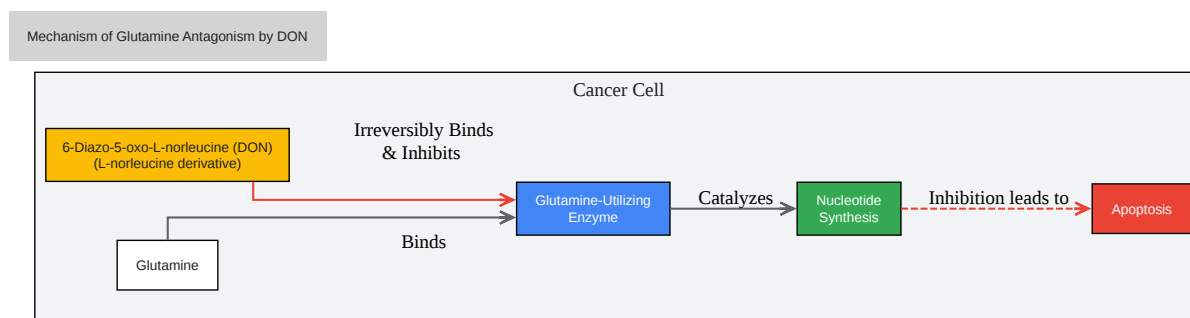 Mechanism of Glutamine Antagonism by DON
Cancer Cell
6-Diazo-5-oxo-L-norleucine (DON)
(L-norleucine derivative)
Irreversibly Binds
& Inhibits
Glutamine-Utilizing
Enzyme
Catalyzes
Nucleotide
Synthesis
Inhibition leads to
Apoptosis
Binds
Glutamine